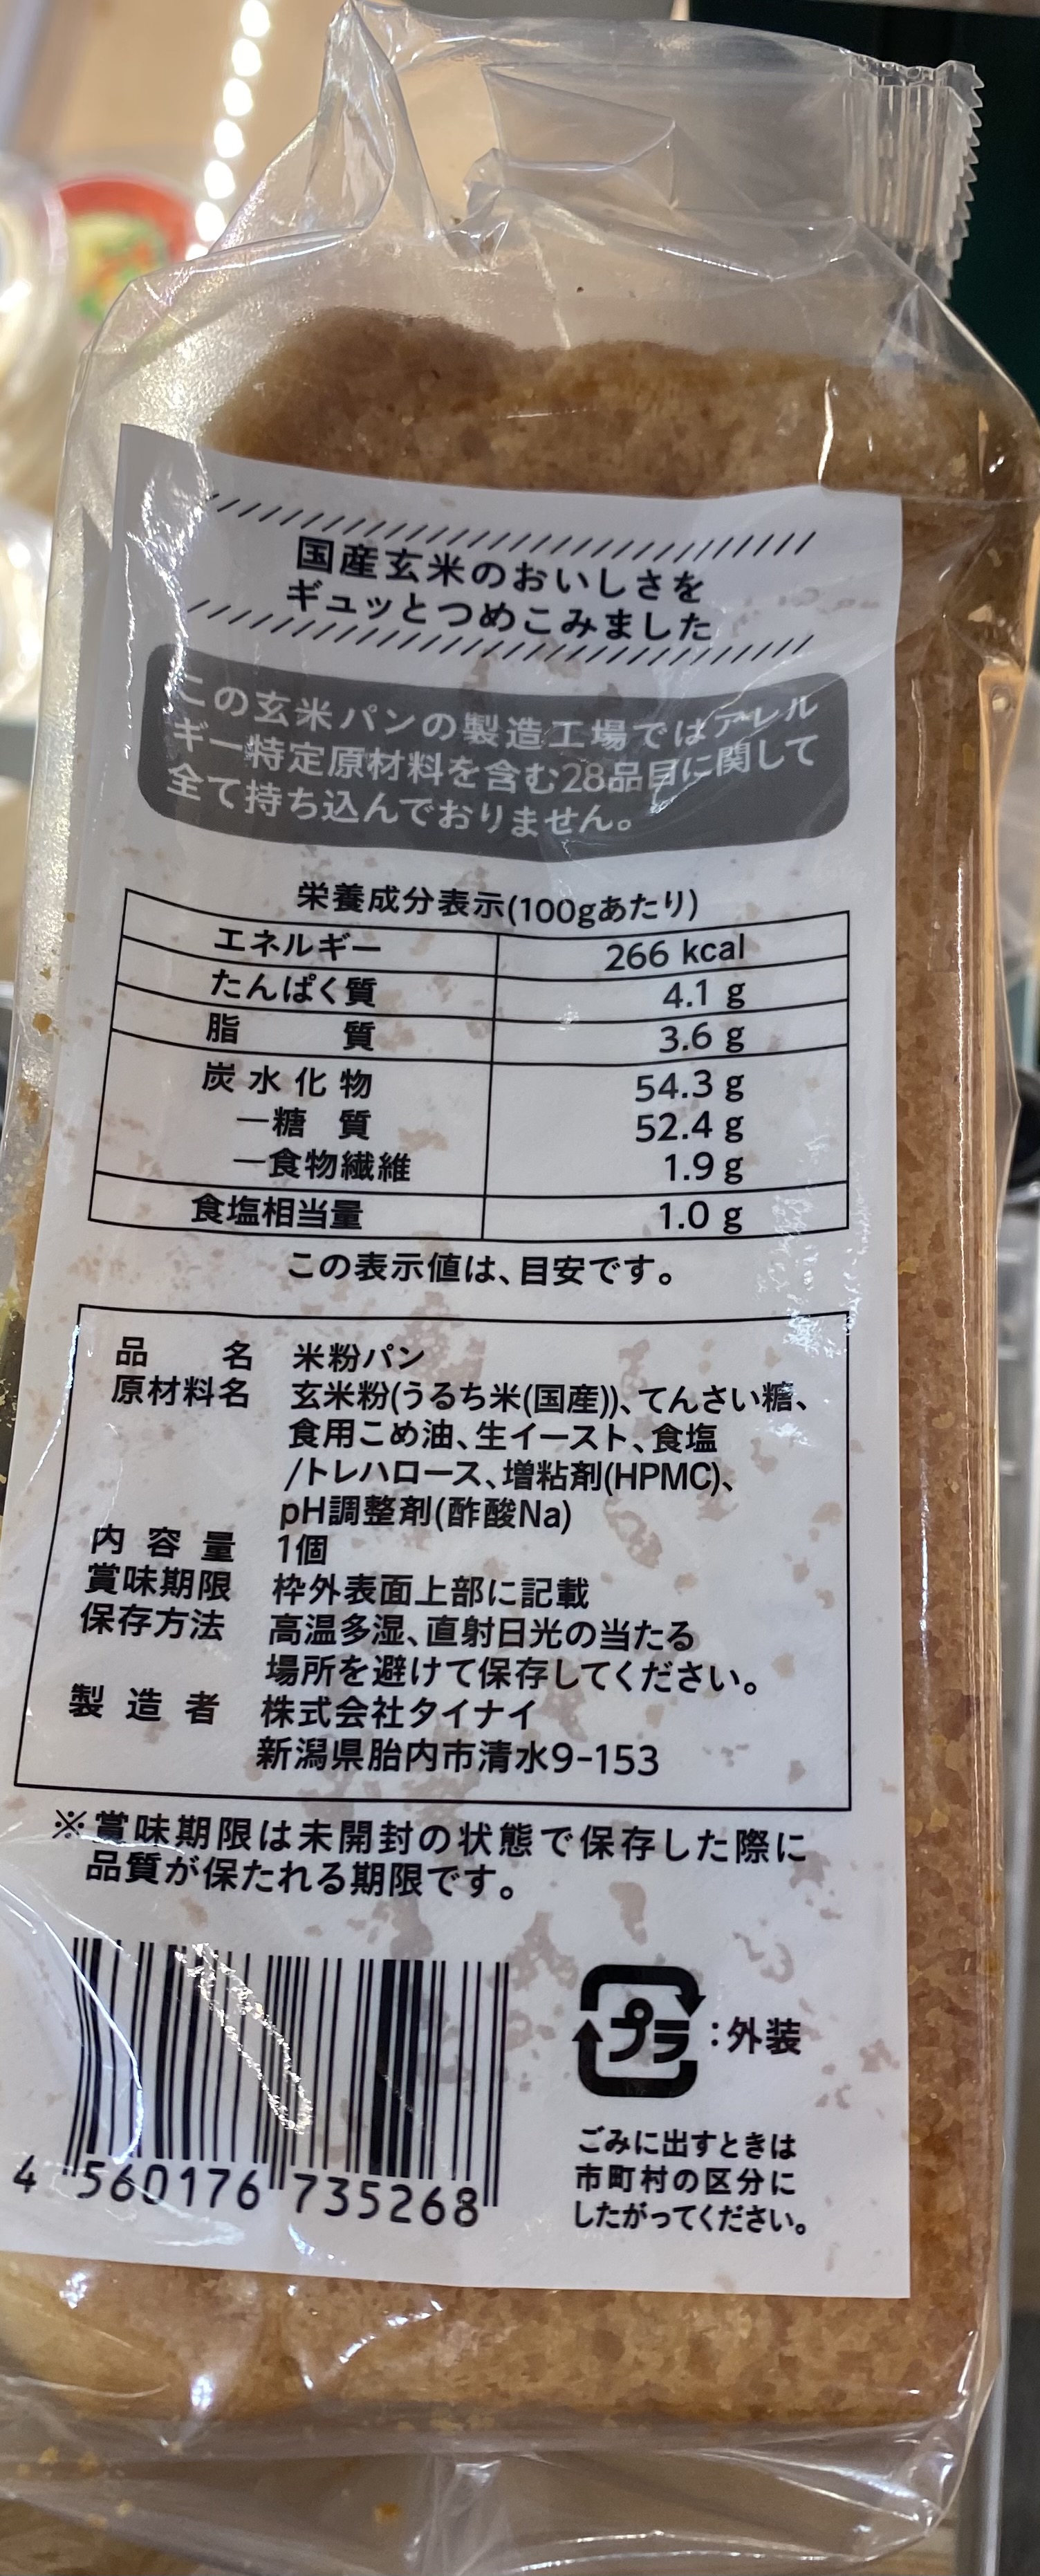 国産玄米のおいしさを
ギュッとつめこみました
この玄米パンの製造工場ではアレル
ギー特定原材料を含む28品目に関して
全て持ち込んでおりません。
栄養成分表示(100gあたり)
エネルギー 266 kcal
たんぱく質 4.1 g
脂質 3.6 g
炭水化物 54.3 g
―糖質 52.4 g
―食物繊維 1.9 g
食塩相当量 1.0 g
この表示値は、目安です。
品名 米粉パン
原材料名 玄米粉(うるち米(国産))、てんさい糖、
食用こめ油、生イースト、食塩
/トレハロース、増粘剤(HPMC)、
pH調整剤(酢酸Na)
内容量 1個
賞味期限 枠外表面上部に記載
保存方法 高温多湿、直射日光の当たる
場所を避けて保存してください。
製造者 株式会社タイナイ
新潟県胎内市清水9-153
※賞味期限は未開封の状態で保存した際に
品質が保たれる期限です。
4 560176 735268
プラ:外装
ごみに出すときは
市町村の区分に
したがってください。